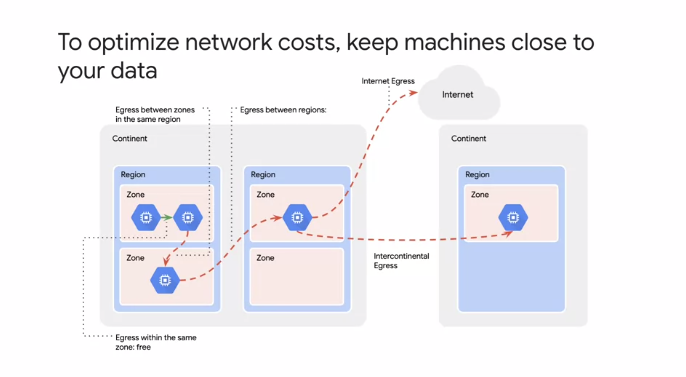 To optimize network costs, keep machines close to
your data
Internet Egress
Internet
Egress between zones
in the same region
Egress between regions:
Continent
Continent
Region
Region
Region
Zone
Zone
Zone
Zone
Zone
Intercontinental
Egress
Egress within the same
zone: free